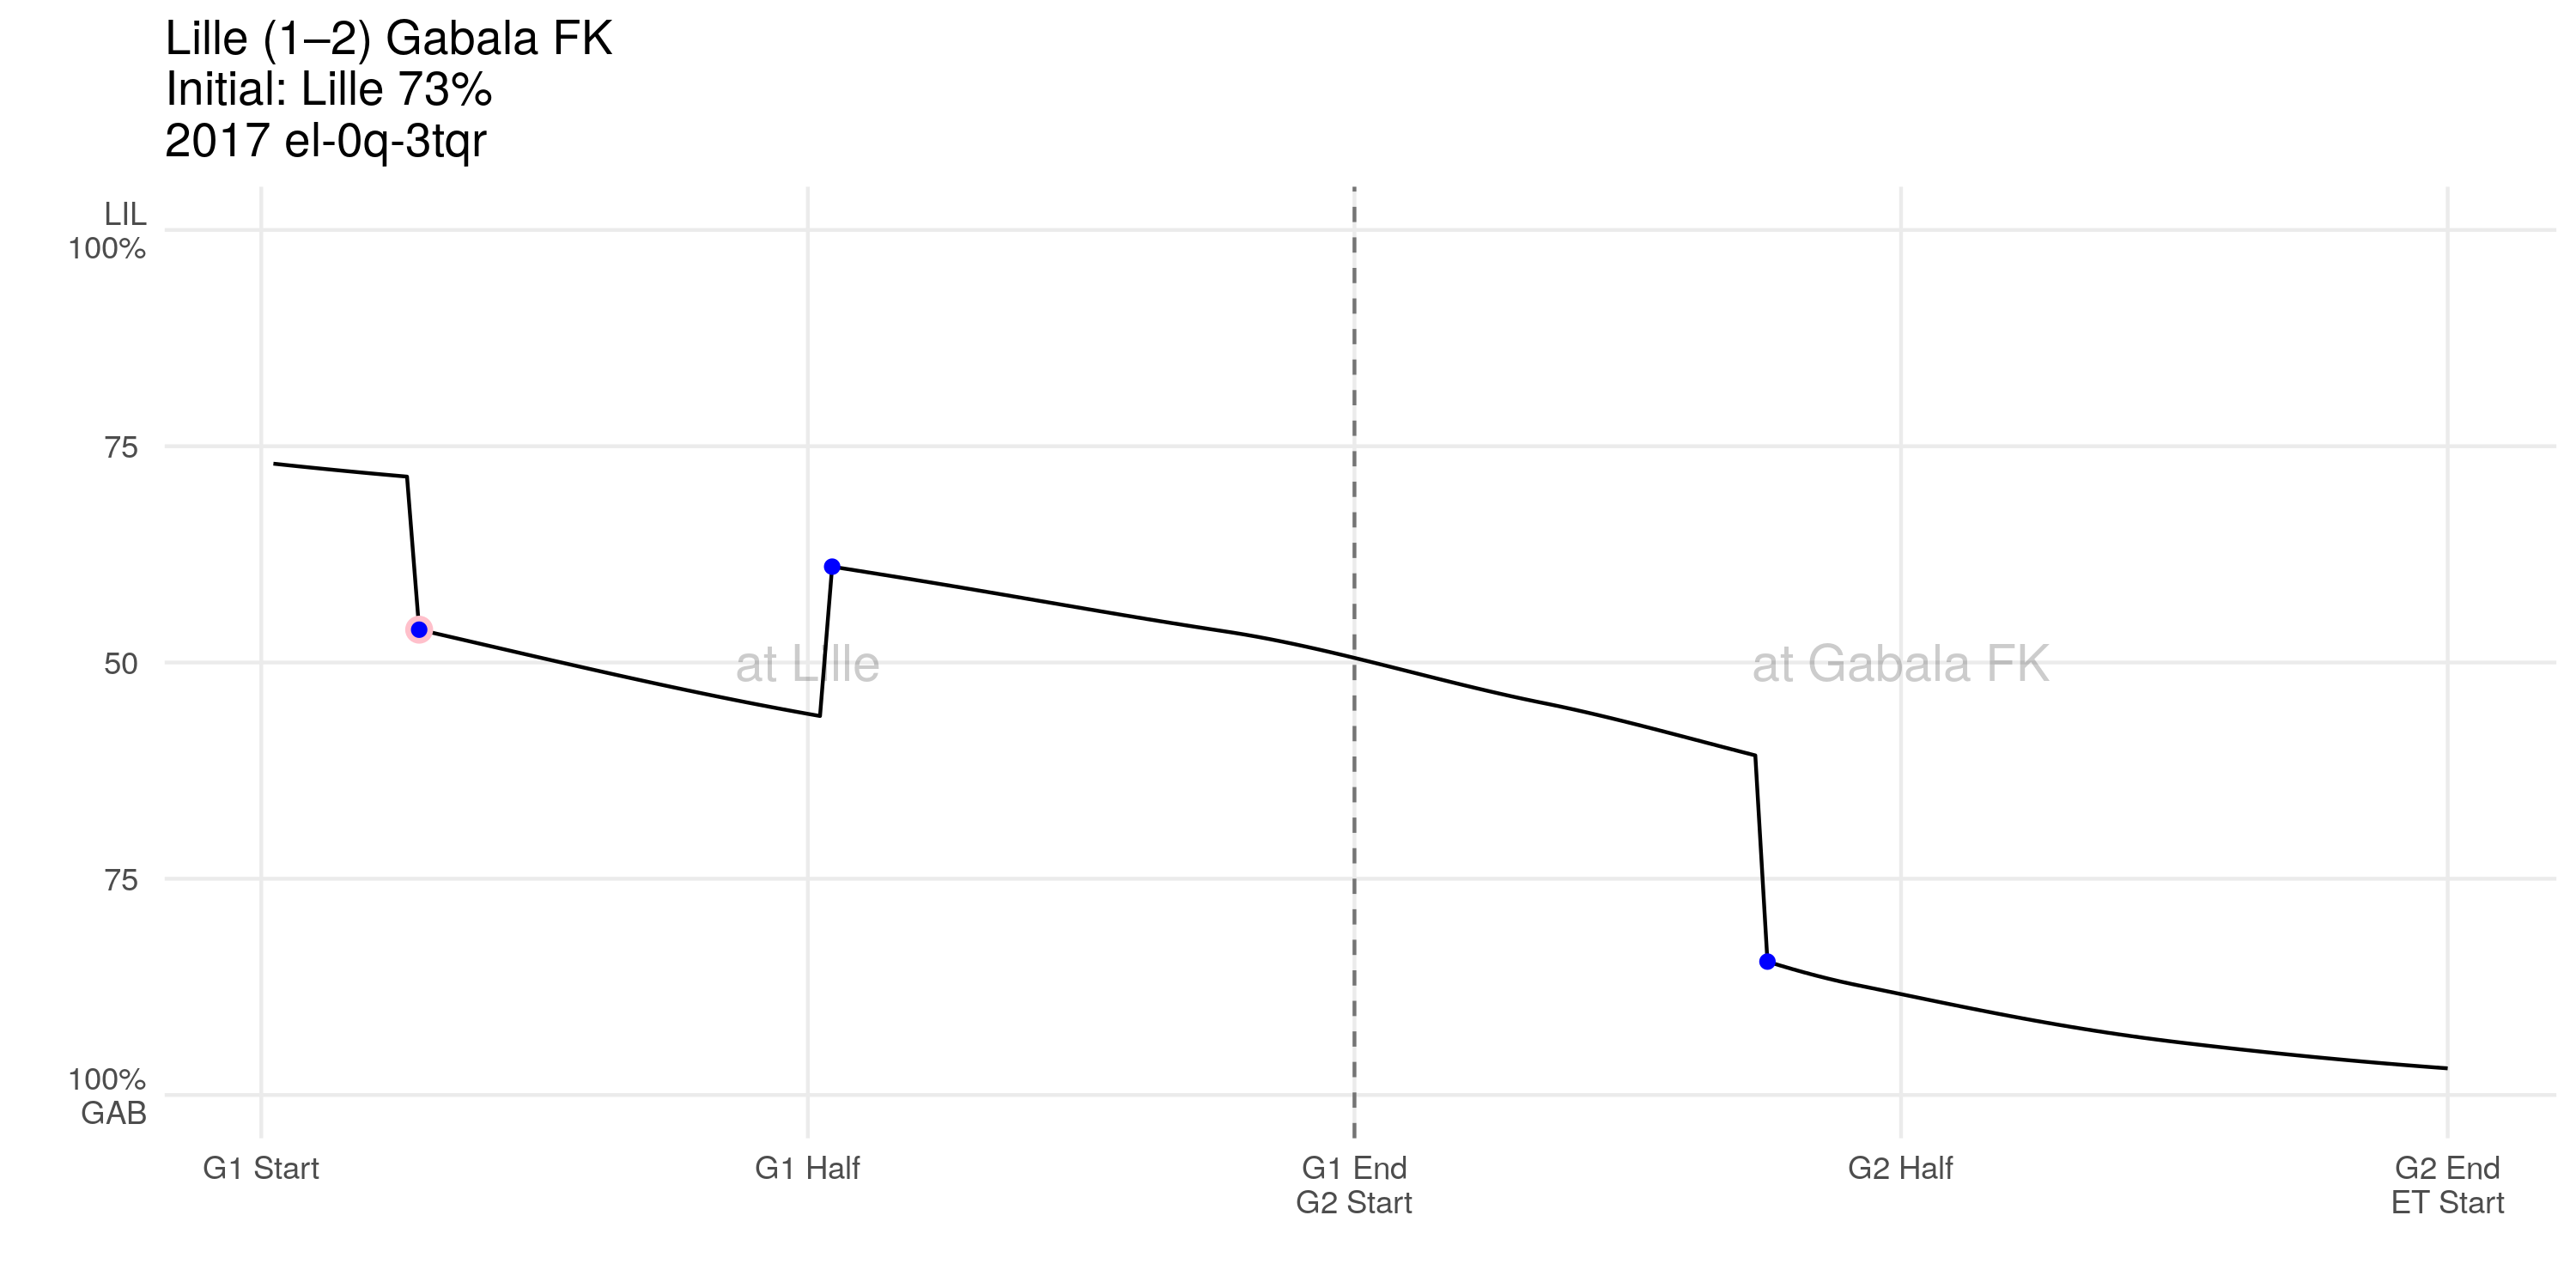 Lille (1–2) Gabala FK
Initial: Lille 73%
2017 el-0q-3tqr
LIL
100%
75
50
75
100%
GAB
at Lille
at Gabala FK
G1 Start
G1 Half
G1 End
G2 Start
G2 Half
G2 End
ET Start